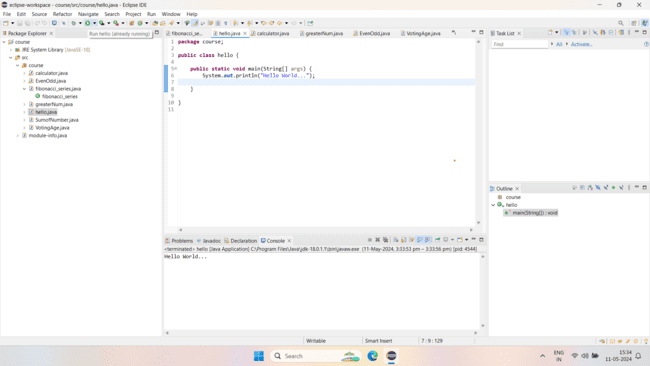 eclipse-workspace - course/src/course/hello.java - Eclipse IDE
File Edit Source Refactor Navigate Search Project Run Window Help
Package Explorer
Run hello (already running)
course
JRE System Library [JavaSE-18]
src
course
calculator.java
EvenOdd.java
fibonacci_series.java
fibonacci_series
greaterNum.java
hello.java
SumofNumber.java
VotingAge.java
module-info.java
fibonacci_se...
hello.java
calculator.java
greaterNum.java
EvenOdd.java
VotingAge.java
1 package course;
2
3 public class hello {
4
5 public static void main(String[] args) {
6 System.out.println("Hello World...");
7
8 }
9
10 }
11
Problems Javadoc Declaration Console
<terminated> hello [Java Application] C:\Program Files\Java\jdk-18.0.1.1\bin\javaw.exe (11-May-2024, 3:33:53 pm – 3:33:56 pm) [pid: 4544]
Hello World...
Task List
Find
All
Activate...
Outline
course
hello
main(String[]) : void
Writable
Smart Insert
7 : 9 : 129
Search
ENG
IN
15:34
11-05-2024